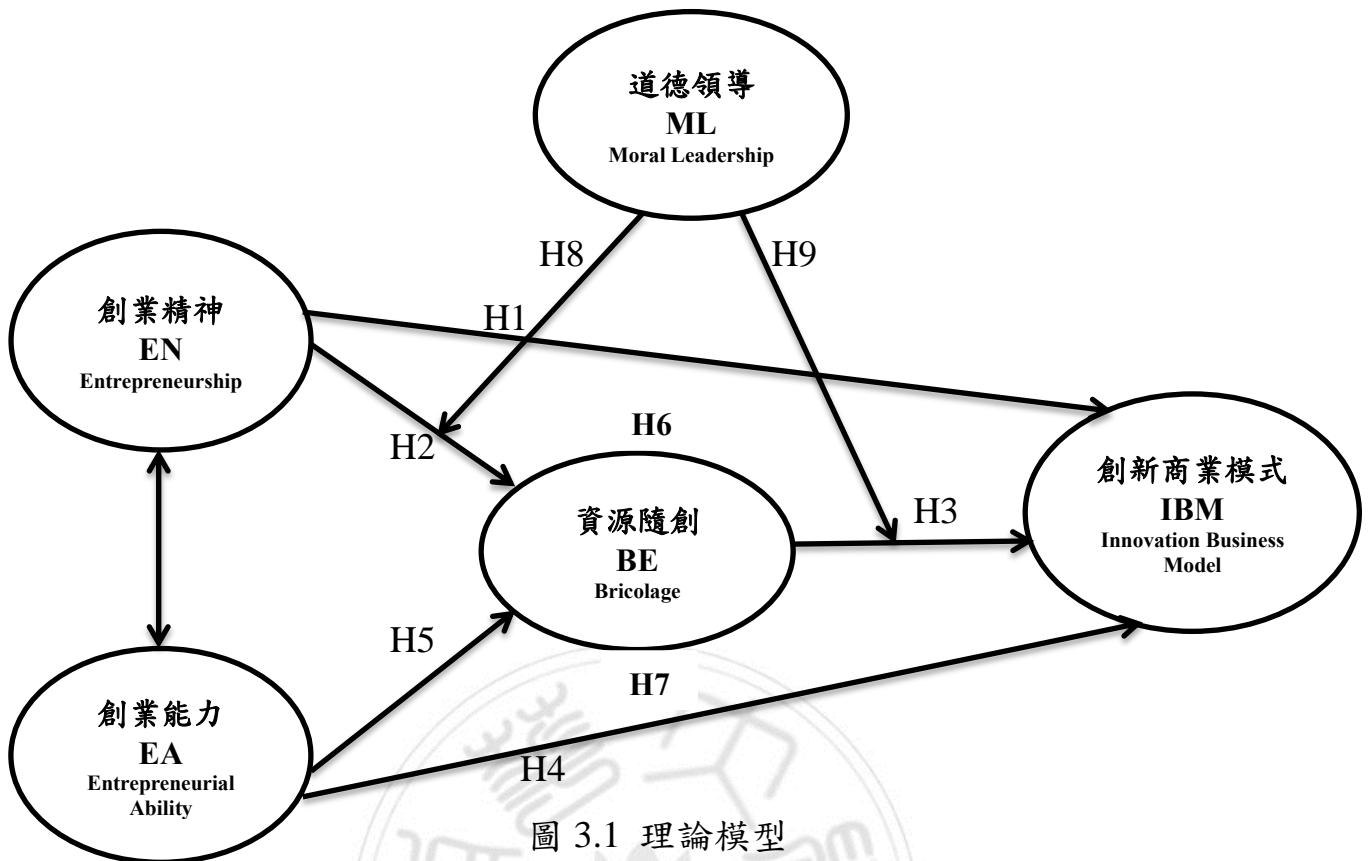 道德領導
ML
Moral Leadership
H8
H9
創業精神
EN
Entrepreneurship
H1
H2
H6
資源隨創
BE
Bricolage
H3
創新商業模式
IBM
Innovation Business
Model
H5
H7
創業能力
EA
Entrepreneurial
Ability
H4
圖 3.1 理論模型